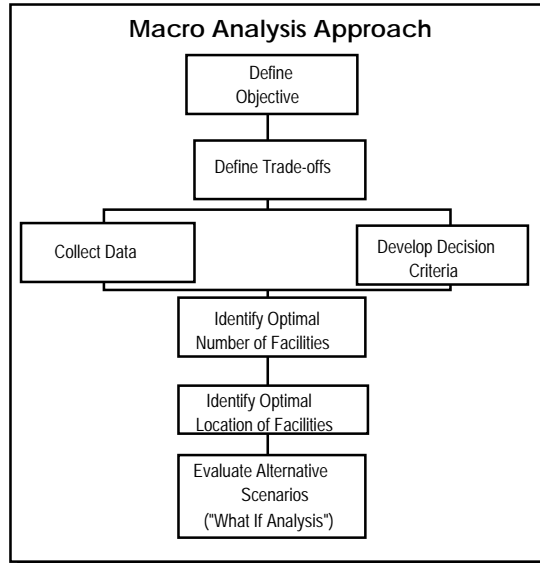 Macro Analysis Approach
Define
Objective
Define Trade-offs
Collect Data
Develop Decision
Criteria
Identify Optimal
Number of Facilities
Identify Optimal
Location of Facilities
Evaluate Alternative
Scenarios
("What If Analysis")